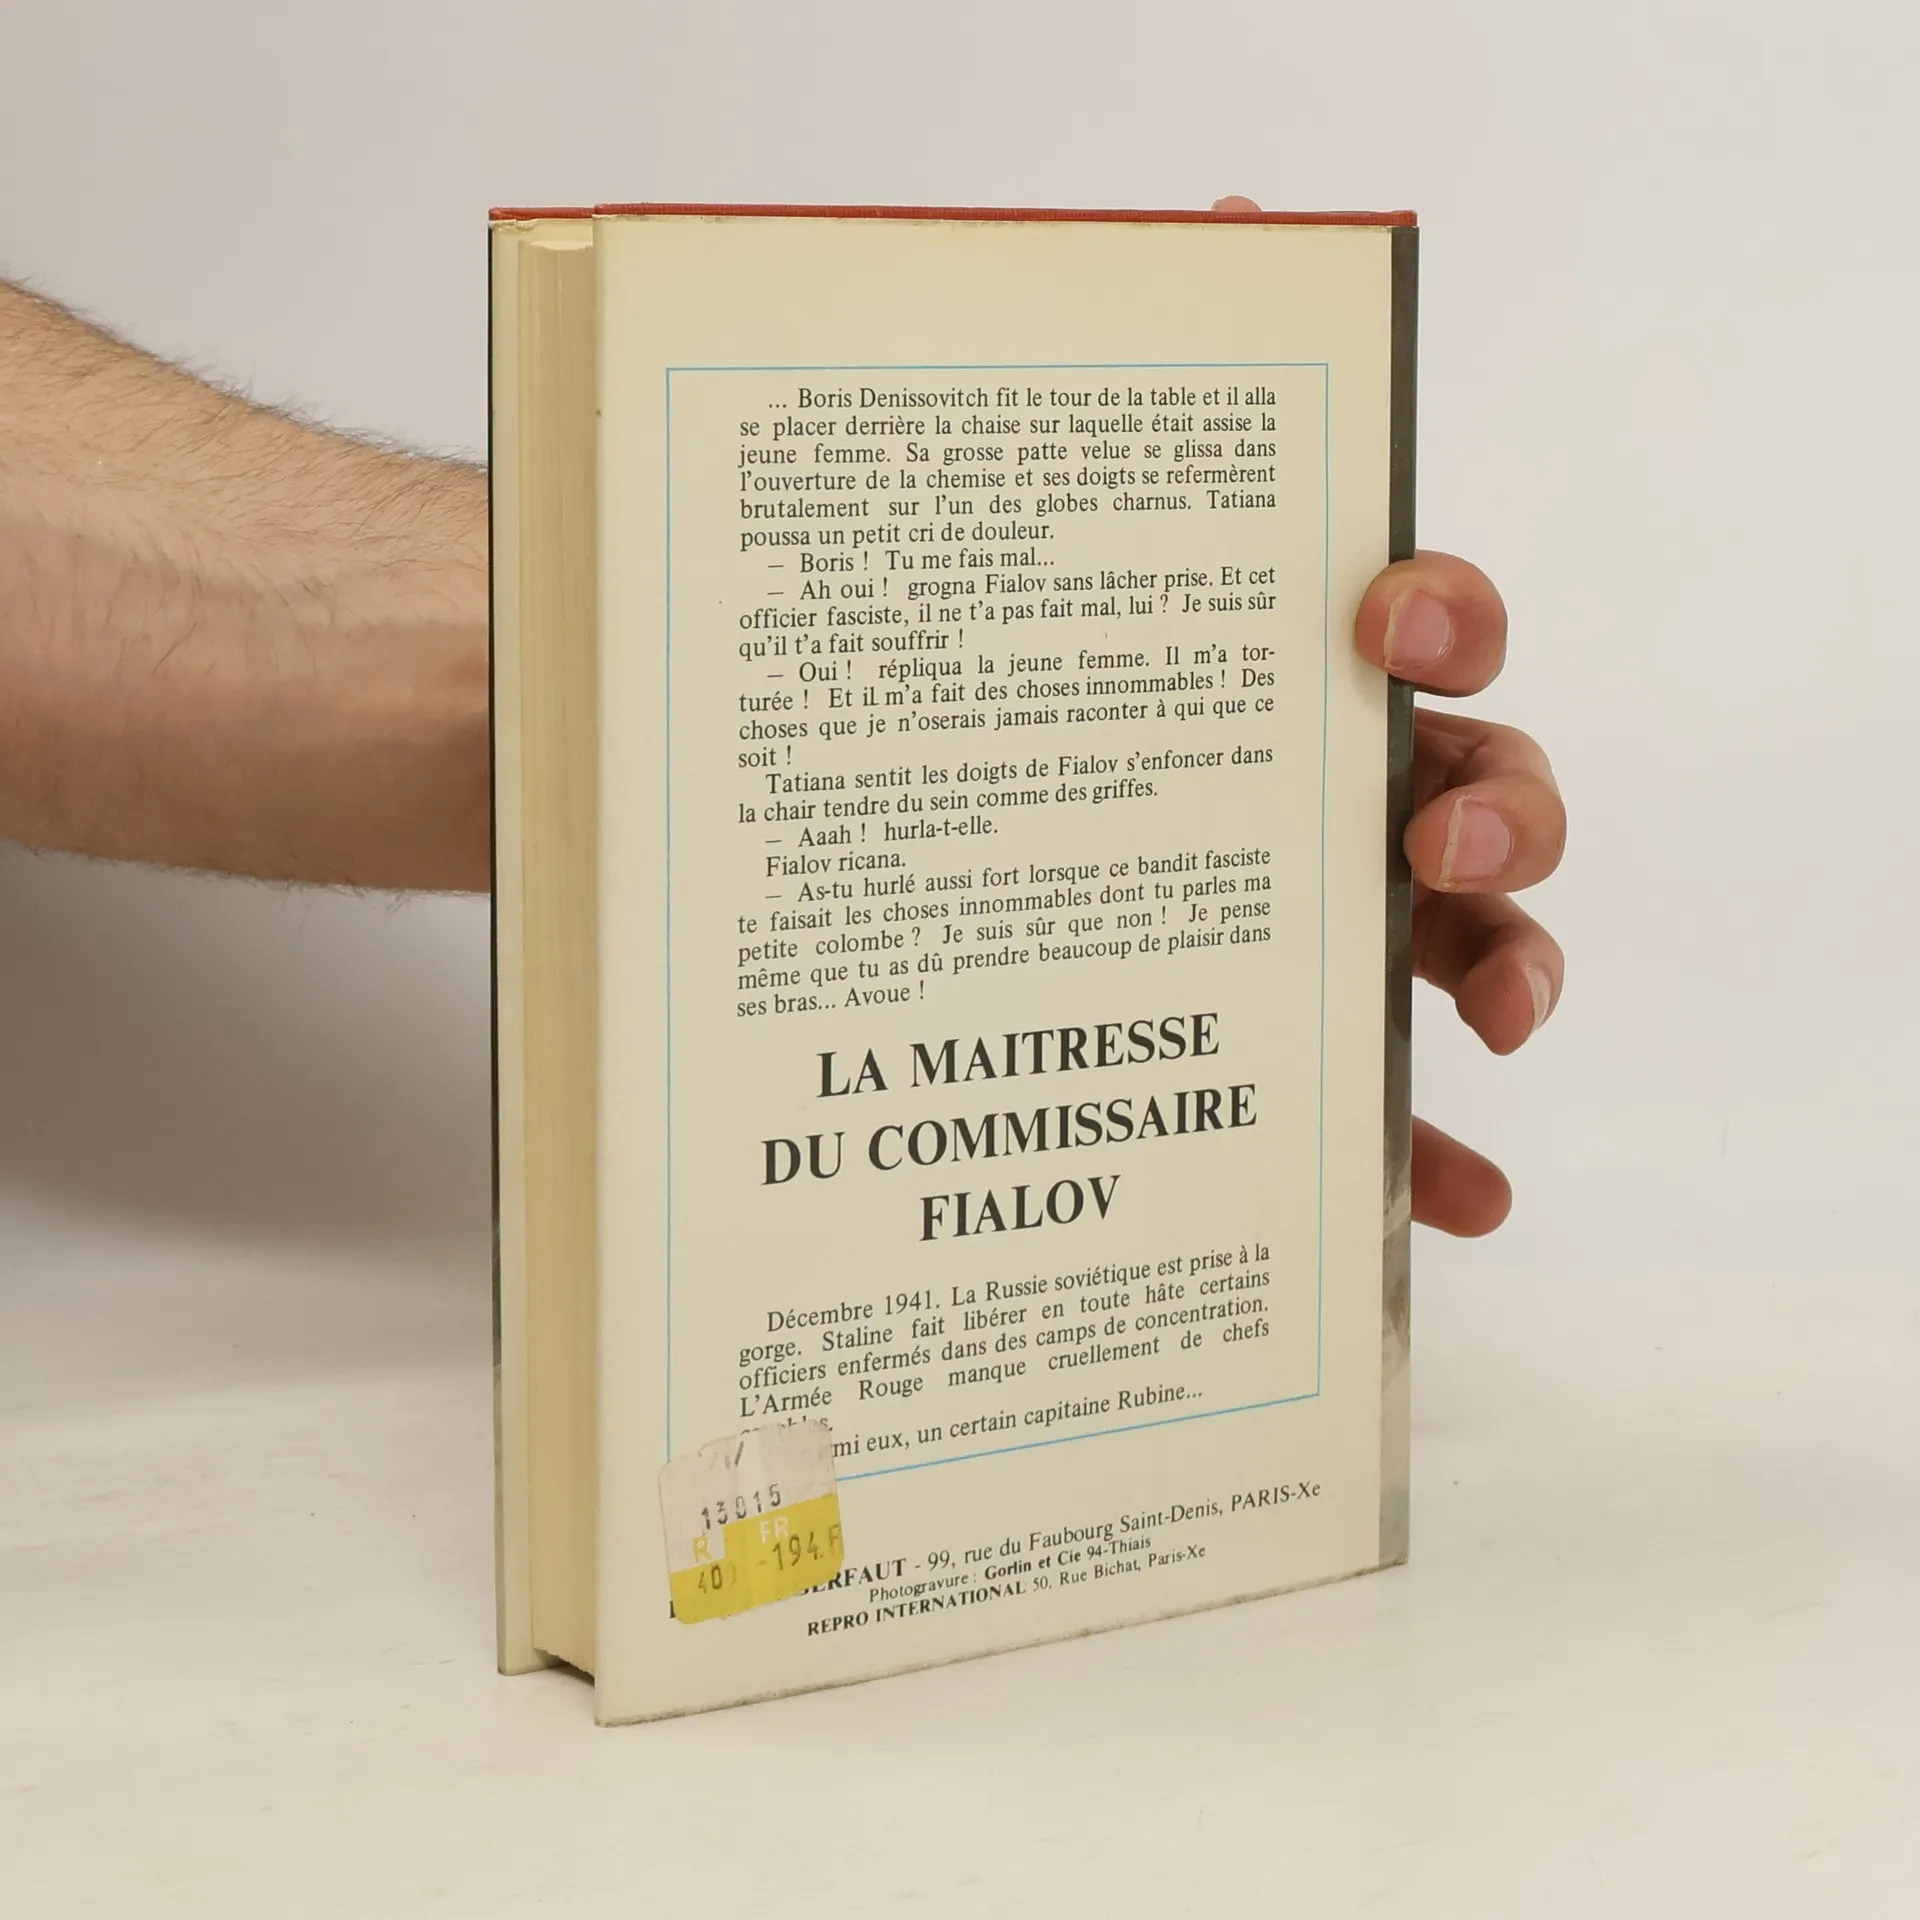 ... Boris Denissovitch fit le tour de la table et il alla
se placer derrière la chaise sur laquelle était assise la
jeune femme. Sa grosse patte velue se glissa dans
l'ouverture de la chemise et ses doigts se refermèrent
brutalement sur l'un des globes charnus. Tatiana
poussa un petit cri de douleur.
— Boris ! Tu me fais mal...
— Ah oui ! grogna Fialov sans lâcher prise. Et cet
officier fasciste, il ne t'a pas fait mal, lui ? Je suis sûr
qu'il t'a fait souffrir !
— Oui ! répliqua la jeune femme. Il m'a tor-
turée ! Et il m'a fait des choses innommables ! Des
choses que je n'oserais jamais raconter à qui que ce
soit !
Tatiana sentit les doigts de Fialov s'enfoncer dans
la chair tendre du sein comme des griffes.
— Aaah ! hurla-t-elle.
Fialov ricana.
— As-tu hurlé aussi fort lorsque ce bandit fasciste
te faisait les choses innommables dont tu parles ma
petite colombe ? Je suis sûr que non ! Je pense
même que tu as dû prendre beaucoup de plaisir dans
ses bras... Avoue !
LA MAITRESSE
DU COMMISSAIRE
FIALOV
Décembre 1941. La Russie soviétique est prise à la
gorge. Staline fait libérer en toute hâte certains
officiers enfermés dans des camps de concentration.
L'Armée Rouge manque cruellement de chefs
mi eux, un certain capitaine Rubine...
13015
R FR.
-194.F
ERFAUT - 99, rue du Faubourg Saint-Denis, PARIS-Xe
Photogravure : Gorlin et Cie 94-Thiais
REPRO INTERNATIONAL 50, Rue Bichat, Paris-Xe